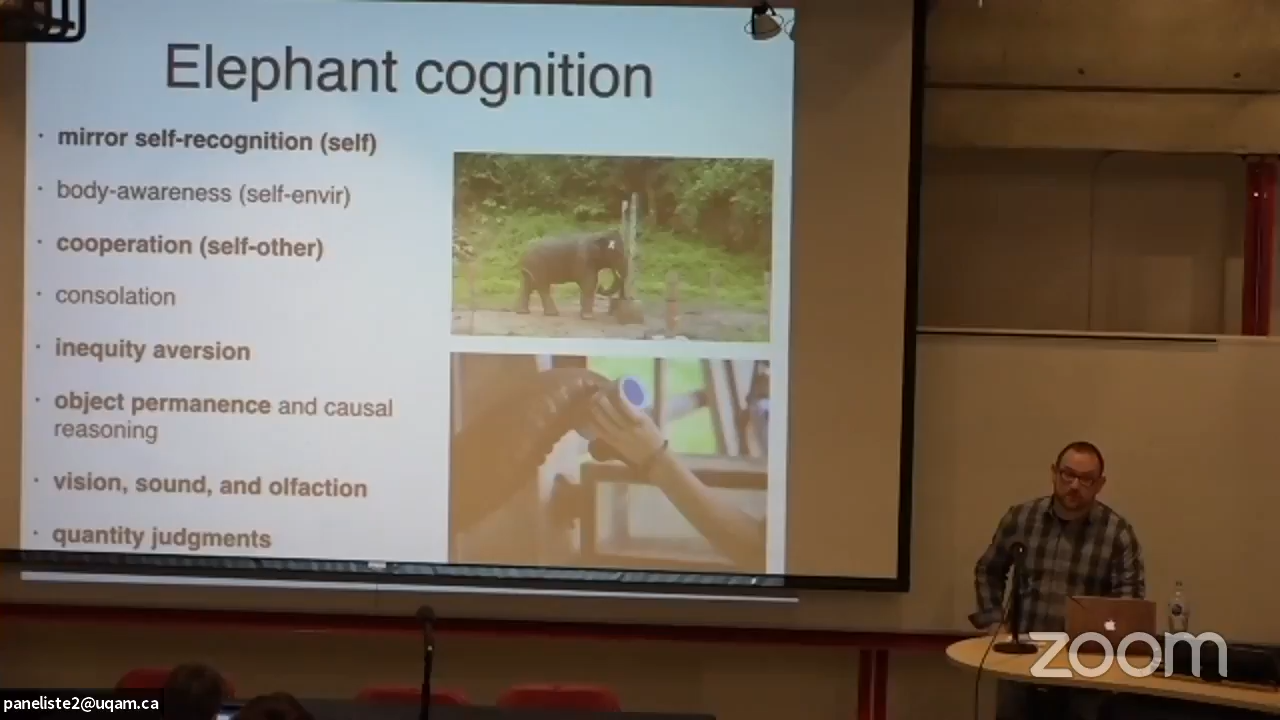 Elephant cognition
· mirror self-recognition (self)
· body-awareness (self-envir)
· cooperation (self-other)
· consolation
· inequity aversion
· object permanence and causal
reasoning
· vision, sound, and olfaction
· quantity judgments
zoom
paneliste2@uqam.ca